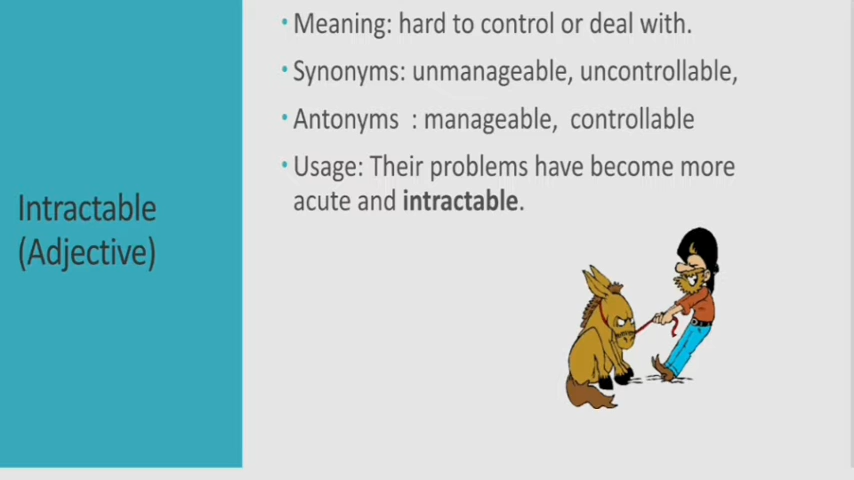 Intractable
(Adjective)
• Meaning: hard to control or deal with.
• Synonyms: unmanageable, uncontrollable,
• Antonyms : manageable, controllable
• Usage: Their problems have become more
acute and intractable.